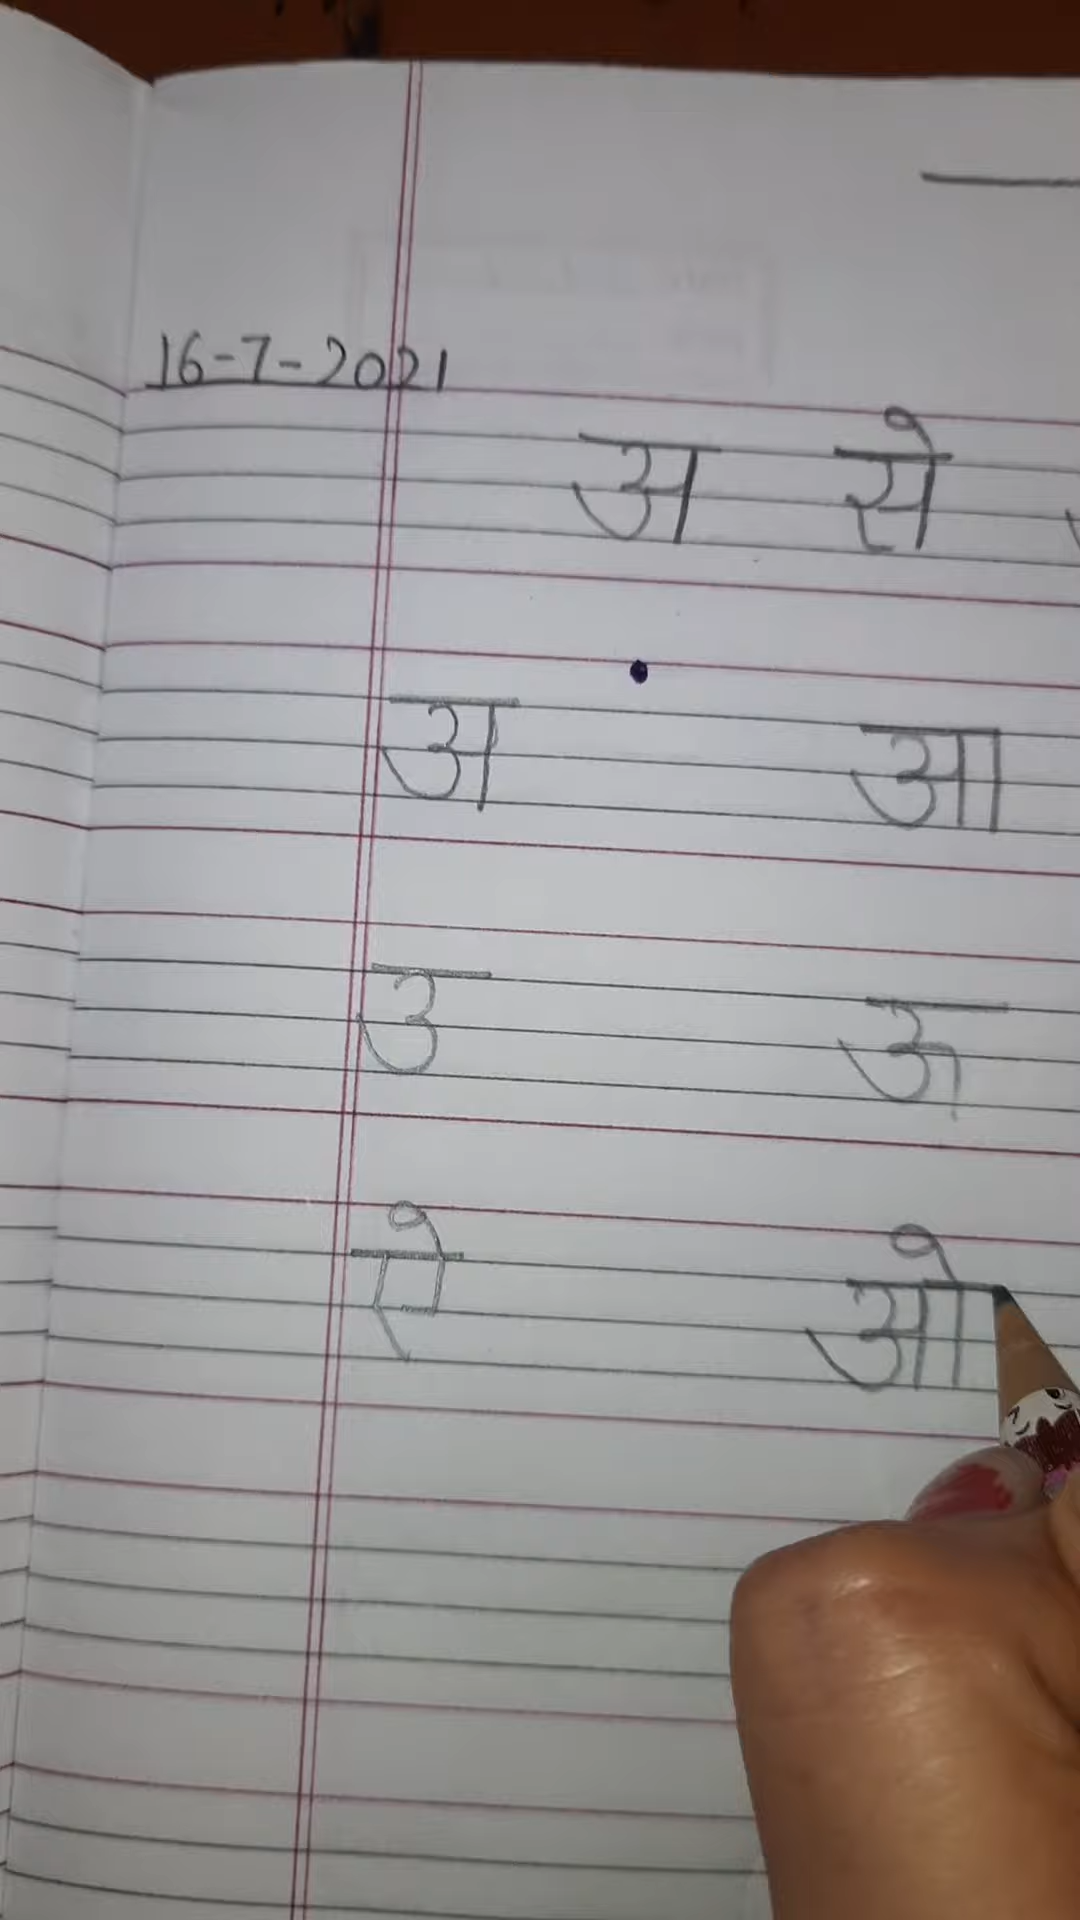 16-7-2021
अ से
अ आ
उ ऊ
ऐ ओ